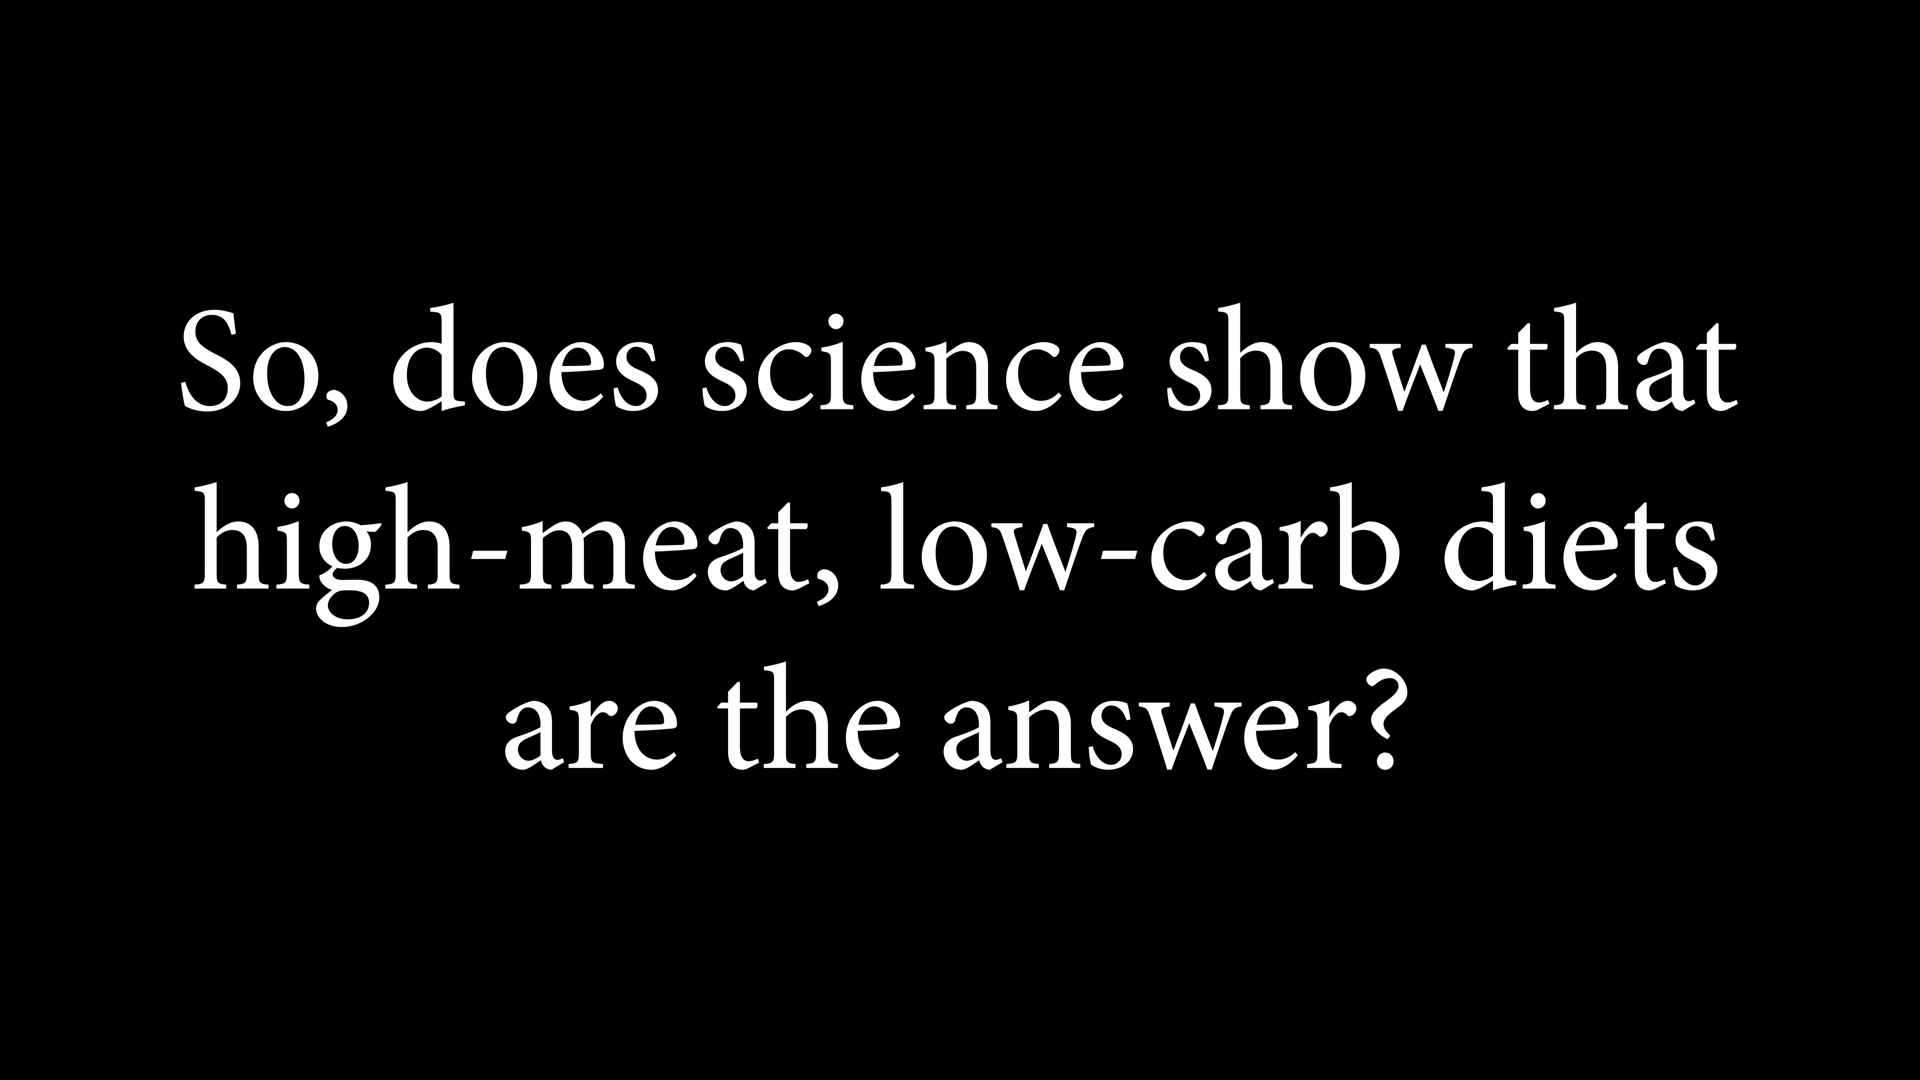 So, does science show that
high-meat, low-carb diets
are the answer?